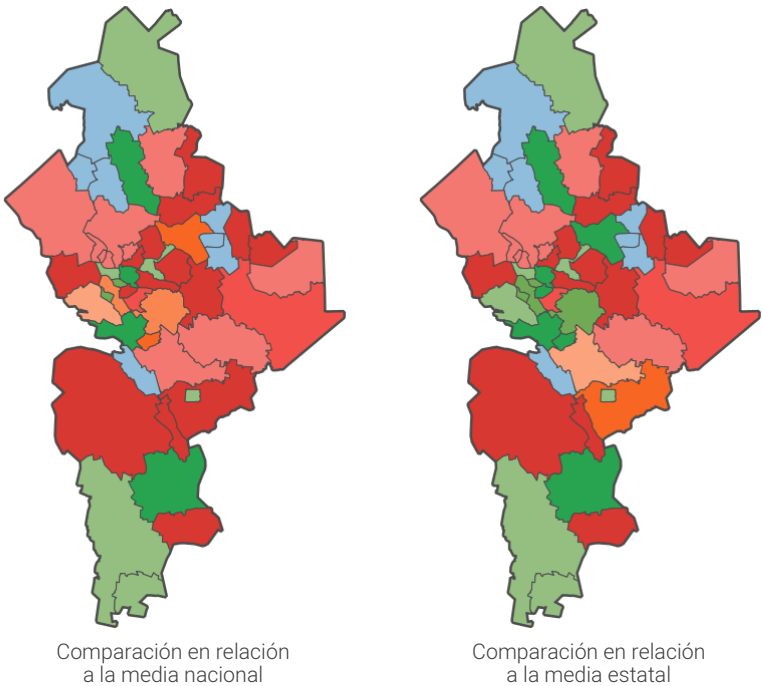 Comparación en relación
a la media nacional
Comparación en relación
a la media estatal